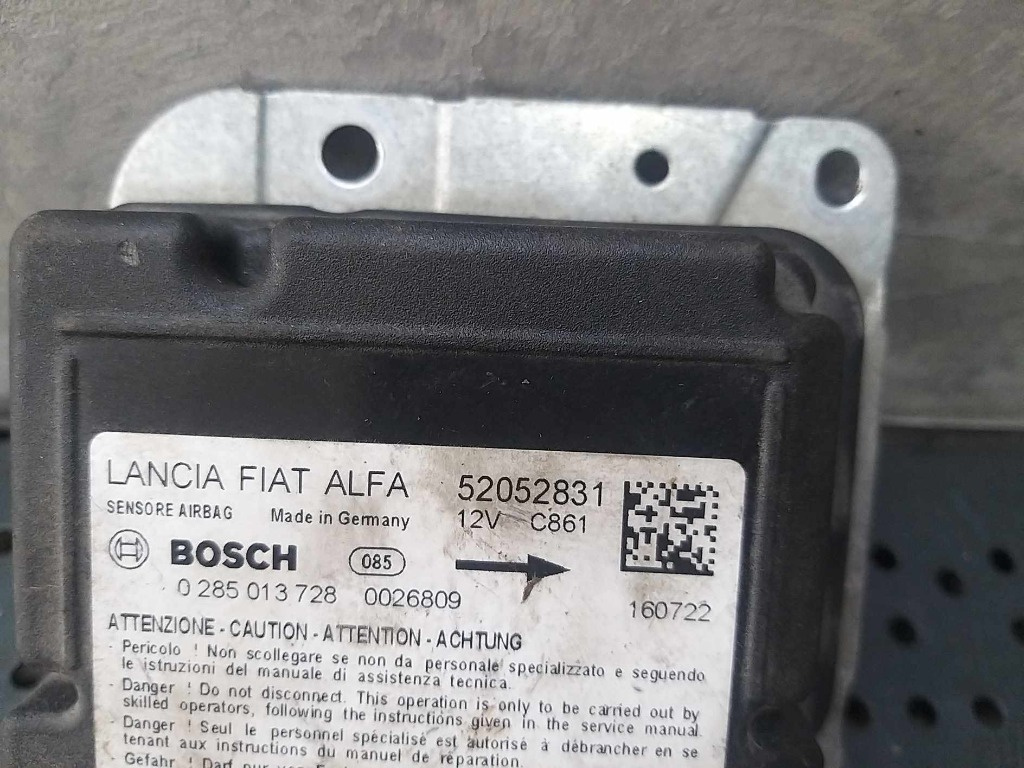 LANCIA FIAT ALFA 52052831
SENSORE AIRBAG Made in Germany 12V C861
BOSCH 085
0 285 013 728 0026809 160722
ATTENZIONE - CAUTION - ATTENTION - ACHTUNG
- Pericolo ! Non scollegare se non da personale specializzato e seguendo
le istruzioni del manuale di assistenza tecnica.
- Danger ! Do not disconnect. This operation is only to be carried out by
skilled operators, following the instructions given in the service manual.
- Danger ! Seul le personnel spécialisé est autorisé à débrancher en se
tenant aux instructions du manuel de réparation.
- Gefahr ! Darf nur von